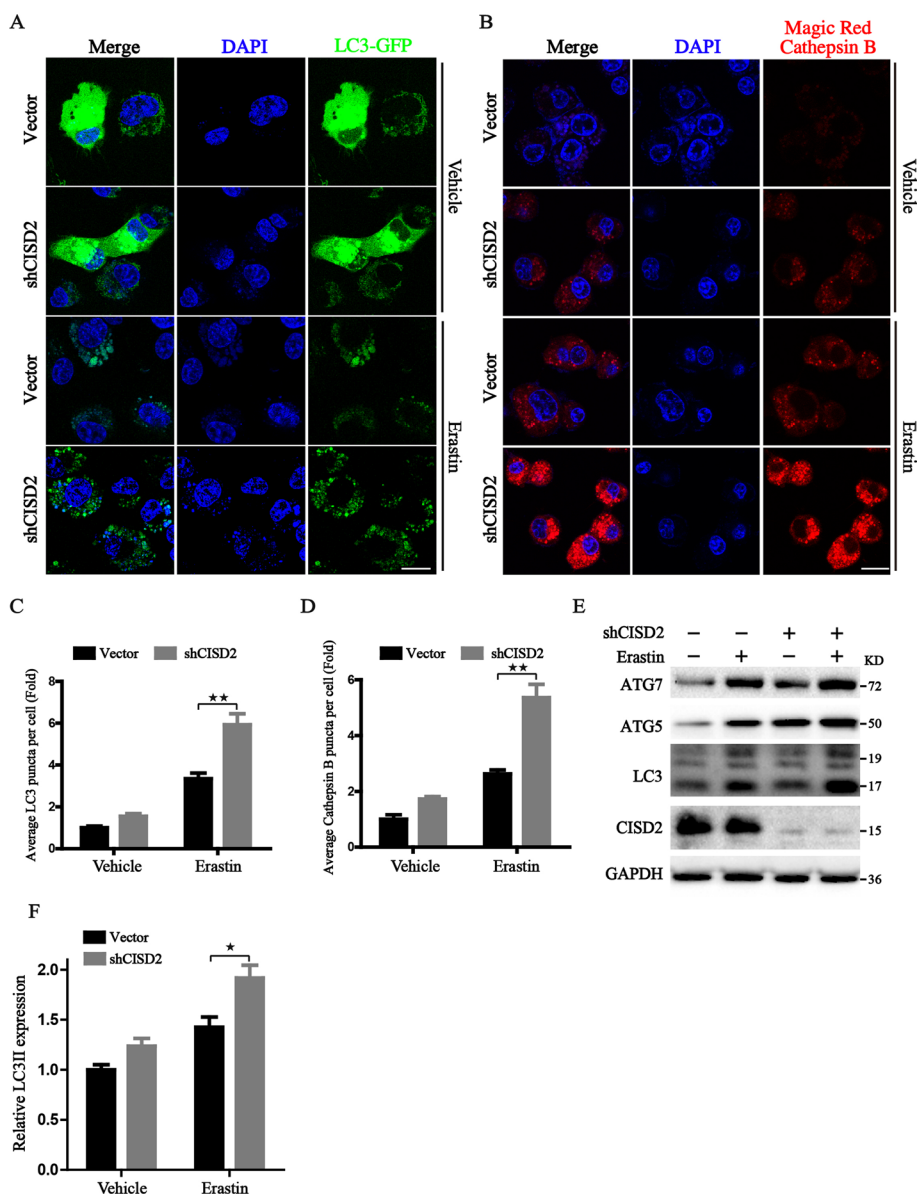 A
Merge DAPI LC3-GFP
Vector
shCISD2
Vector
shCISD2
Vehicle
Erastin
B
Merge DAPI Magic Red
Cathepsin B
Vector
shCISD2
Vector
shCISD2
Vehicle
Erastin
C
Vector shCISD2
Average LC3 puncta per cell (Fold)
8
6
4
2
0
★★
Vehicle Erastin
D
Vector shCISD2
Average Cathepsin B puncta per cell (Fold)
6
4
2
0
★★
Vehicle Erastin
E
shCISD2 − − + +
Erastin − + − + KD
ATG7 72
ATG5 50
19
LC3
17
CISD2 15
GAPDH 36
F
Vector
shCISD2
Relative LC3II expression
2.0
1.5
1.0
0.5
0.0
★
Vehicle Erastin